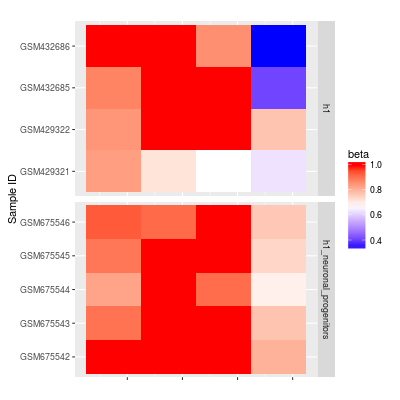 Sample ID
GSM432686
GSM432685
GSM429322
GSM429321
h1
GSM675546
GSM675545
GSM675544
GSM675543
GSM675542
h1_neuronal_progenitors
beta
1.0
0.8
0.6
0.4